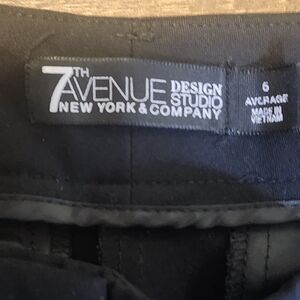 7TH AVENUE DESIGN STUDIO
NEW YORK & COMPANY
6
AVERAGE
MADE IN
VIETNAM